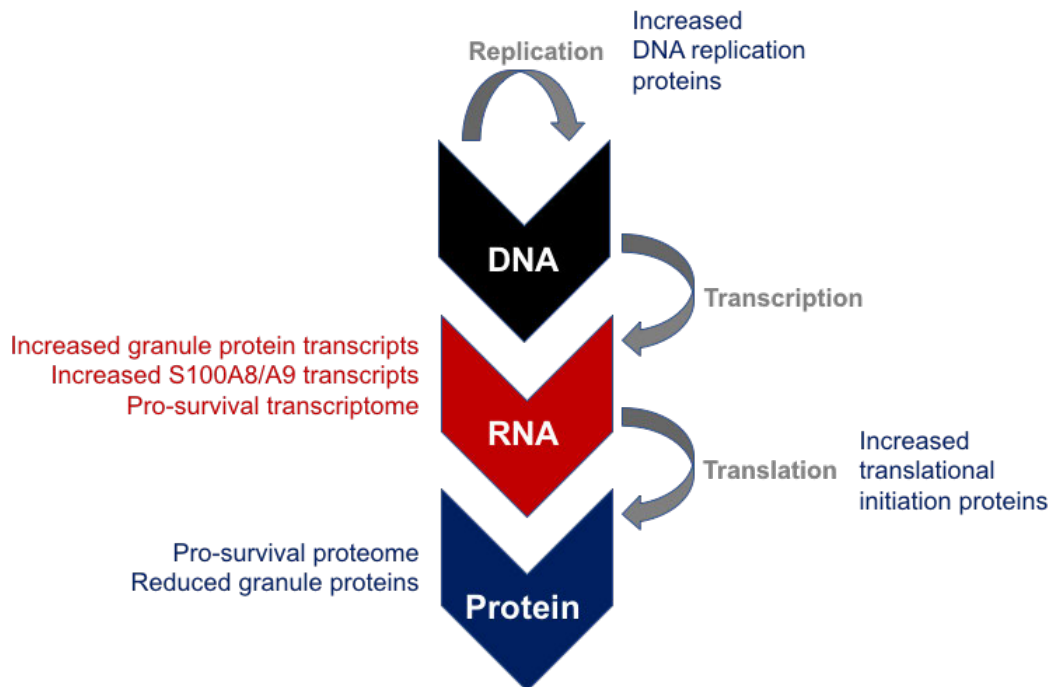 Replication
Increased
DNA replication
proteins
DNA
Transcription
Increased granule protein transcripts
Increased S100A8/A9 transcripts
Pro-survival transcriptome
RNA
Translation
Increased
translational
initiation proteins
Pro-survival proteome
Reduced granule proteins
Protein